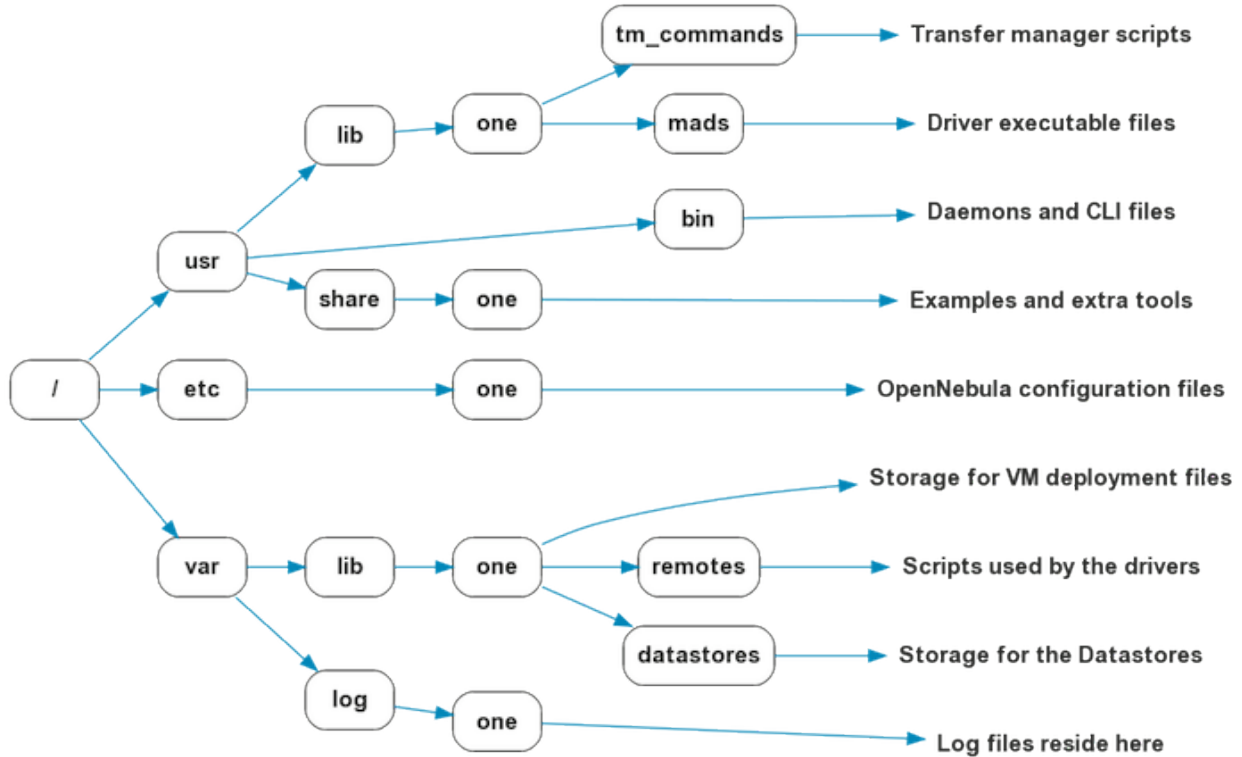 tm_commands
Transfer manager scripts
lib
one
mads
Driver executable files
bin
Daemons and CLI files
usr
share
one
Examples and extra tools
/
etc
one
OpenNebula configuration files
Storage for VM deployment files
var
lib
one
remotes
Scripts used by the drivers
datastores
Storage for the Datastores
log
one
Log files reside here